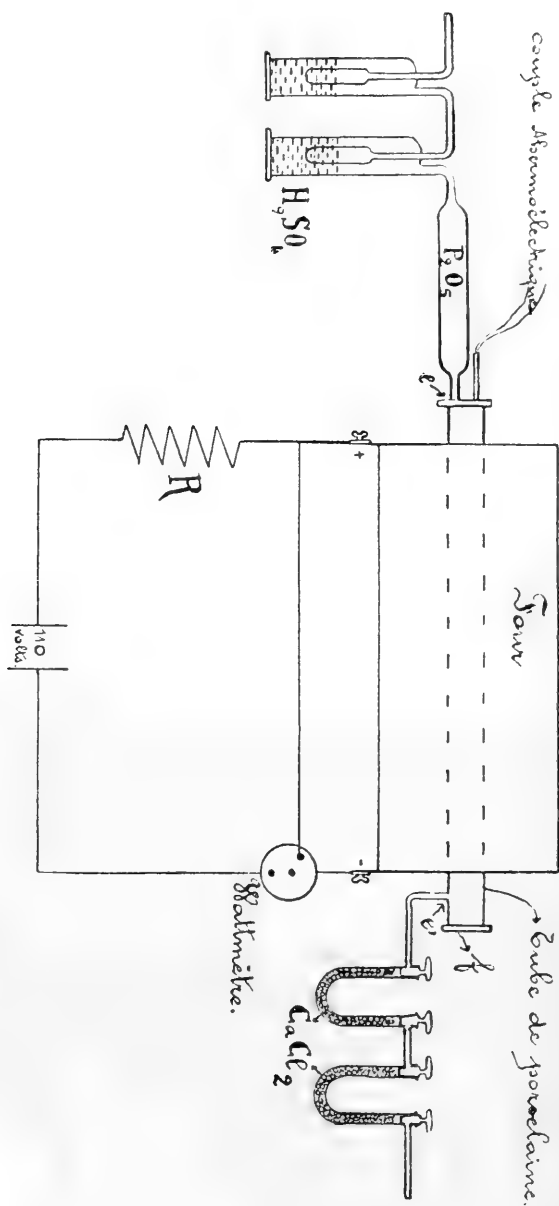 couple thermoélectrique
H2SO4
P2O5
e
R
+
110
volts.
Four
-
Wattmètre.
e'
f
Tube de porcelaine.
CaCl2